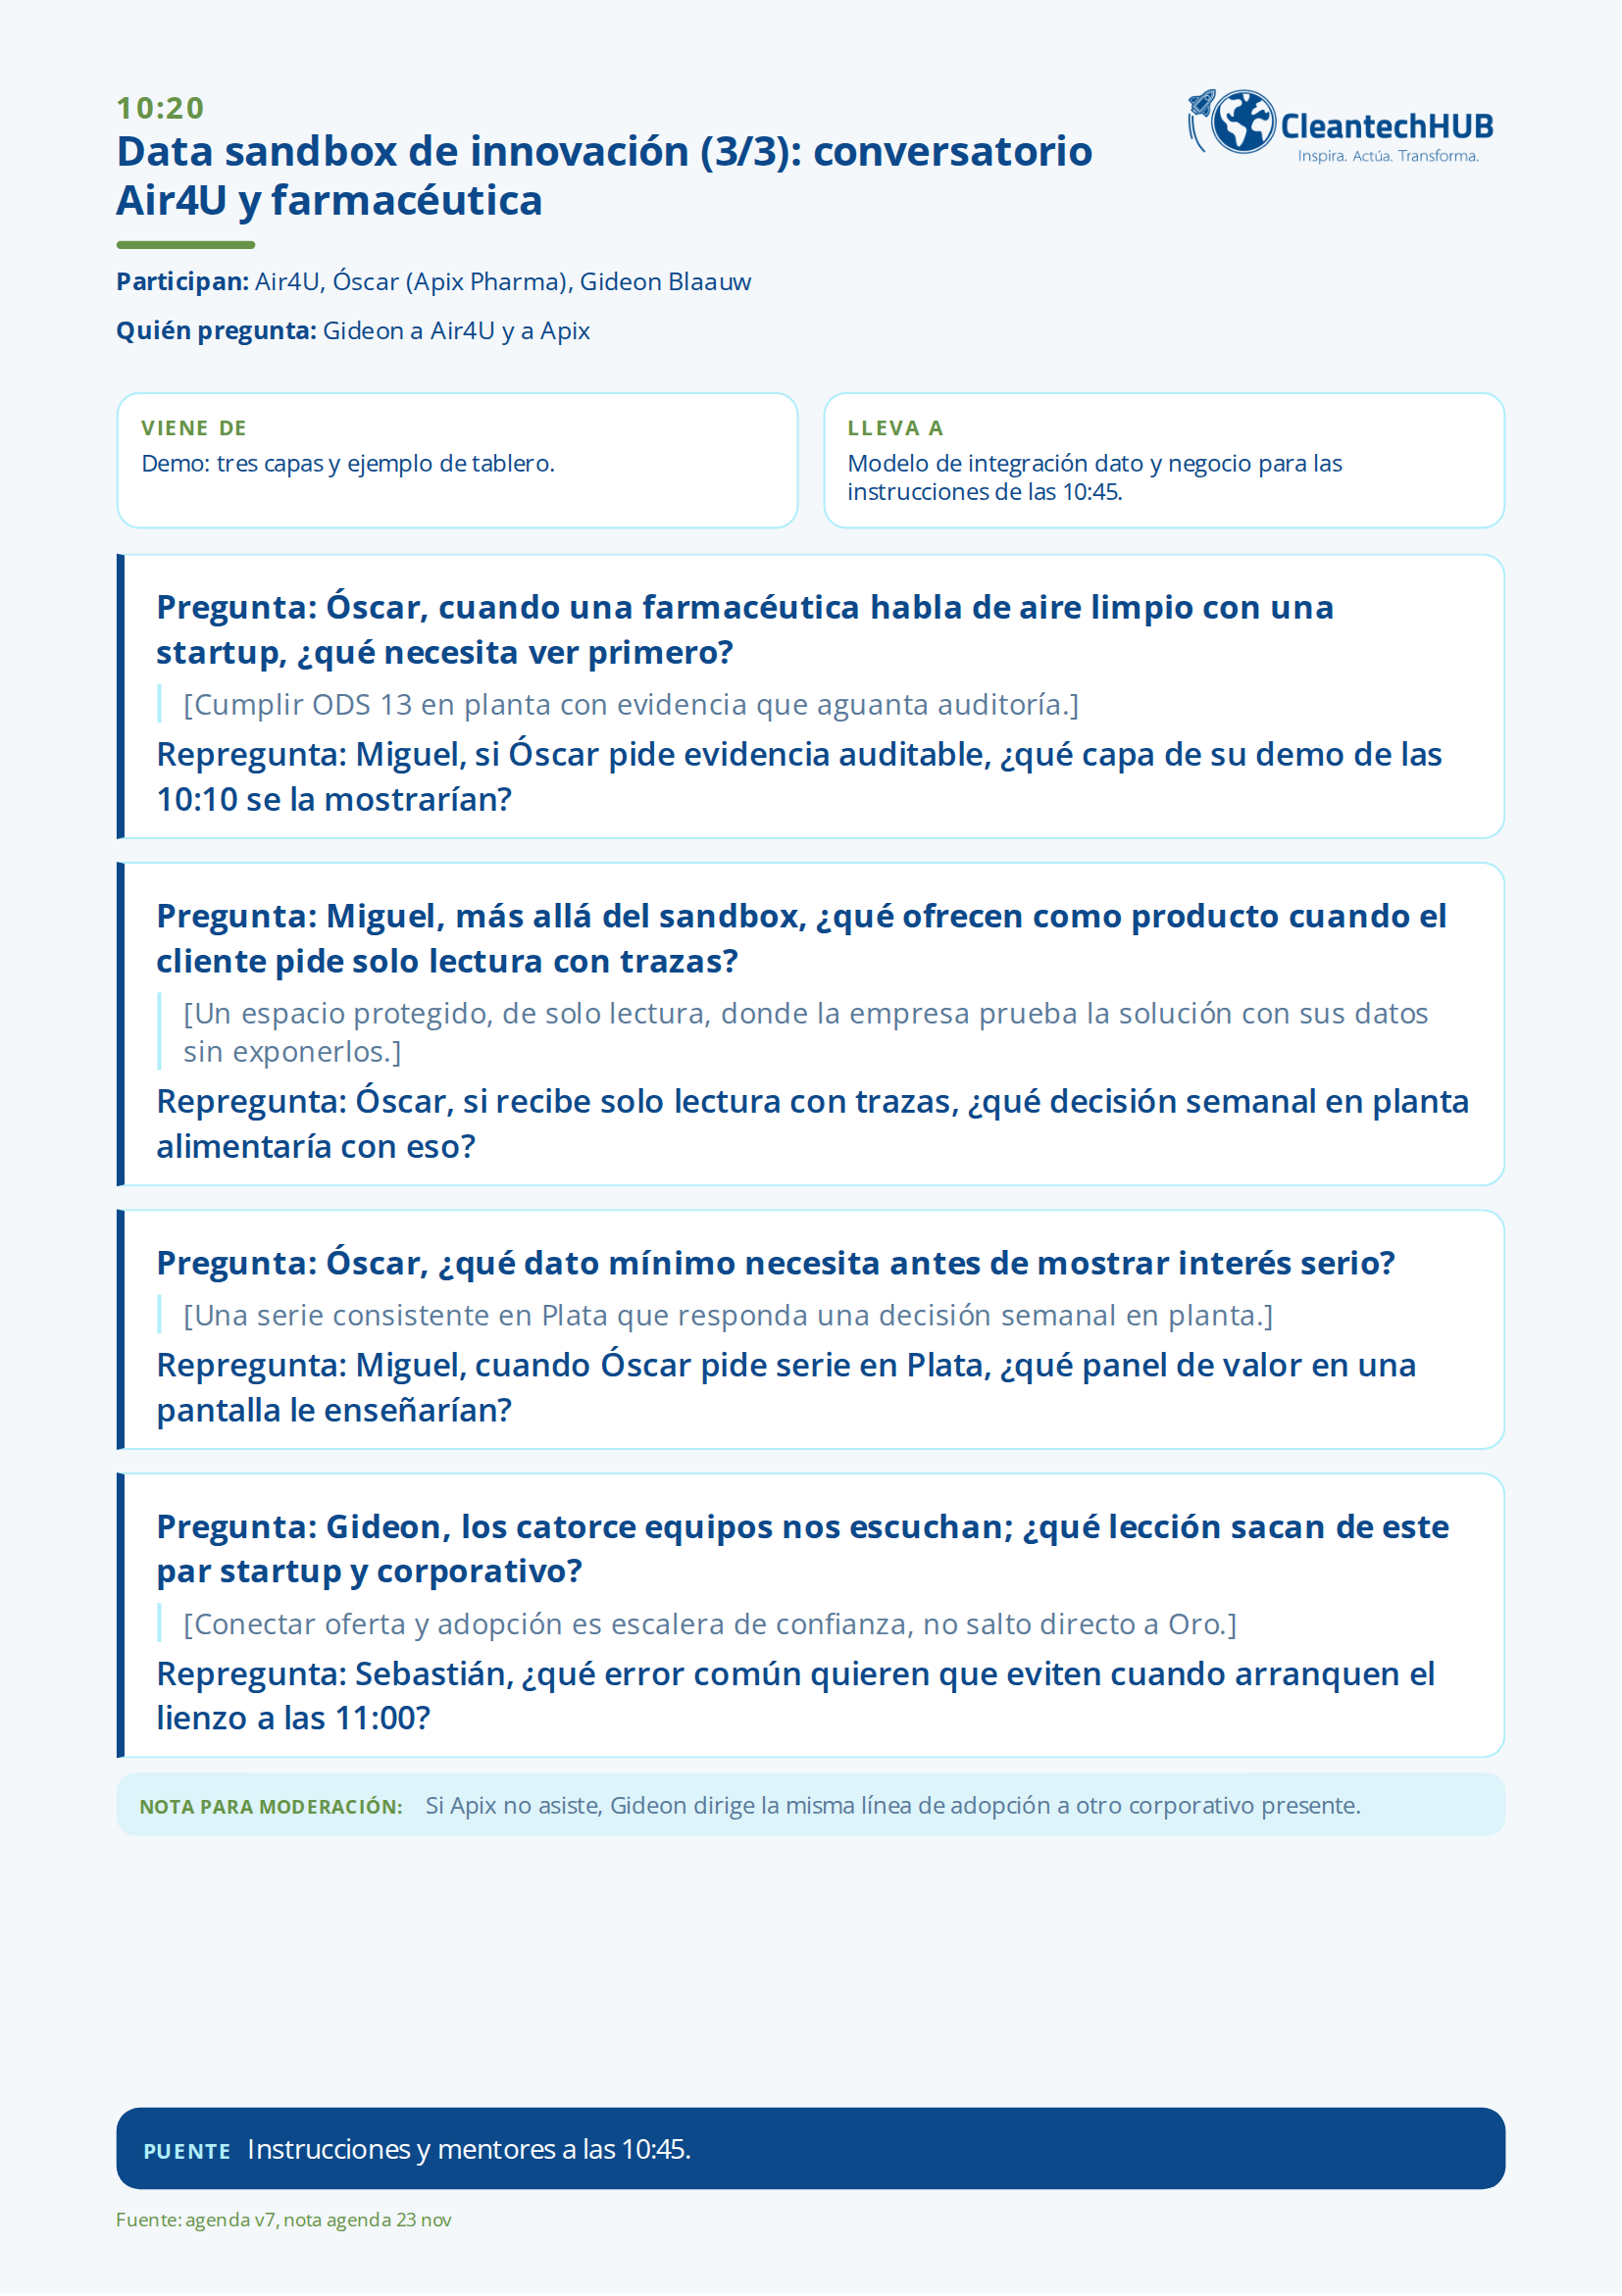 10:20
Data sandbox de innovación (3/3): conversatorio
Air4U y farmacéutica
CleantechHUB
Inspira. Actúa. Transforma.
Participan: Air4U, Óscar (Apix Pharma), Gideon Blaauw
Quién pregunta: Gideon a Air4U y a Apix
VIENE DE
Demo: tres capas y ejemplo de tablero.
LLEVA A
Modelo de integración dato y negocio para las
instrucciones de las 10:45.
Pregunta: Óscar, cuando una farmacéutica habla de aire limpio con una
startup, ¿qué necesita ver primero?
[Cumplir ODS 13 en planta con evidencia que aguanta auditoría.]
Repregunta: Miguel, si Óscar pide evidencia auditable, ¿qué capa de su demo de las
10:10 se la mostrarían?
Pregunta: Miguel, más allá del sandbox, ¿qué ofrecen como producto cuando el
cliente pide solo lectura con trazas?
[Un espacio protegido, de solo lectura, donde la empresa prueba la solución con sus datos
sin exponerlos.]
Repregunta: Óscar, si recibe solo lectura con trazas, ¿qué decisión semanal en planta
alimentaría con eso?
Pregunta: Óscar, ¿qué dato mínimo necesita antes de mostrar interés serio?
[Una serie consistente en Plata que responda una decisión semanal en planta.]
Repregunta: Miguel, cuando Óscar pide serie en Plata, ¿qué panel de valor en una
pantalla le enseñarían?
Pregunta: Gideon, los catorce equipos nos escuchan; ¿qué lección sacan de este
par startup y corporativo?
[Conectar oferta y adopción es escalera de confianza, no salto directo a Oro.]
Repregunta: Sebastián, ¿qué error común quieren que eviten cuando arranquen el
lienzo a las 11:00?
NOTA PARA MODERACIÓN: Si Apix no asiste, Gideon dirige la misma línea de adopción a otro corporativo presente.
PUENTE Instrucciones y mentores a las 10:45.
Fuente: agenda v7, nota agenda 23 nov